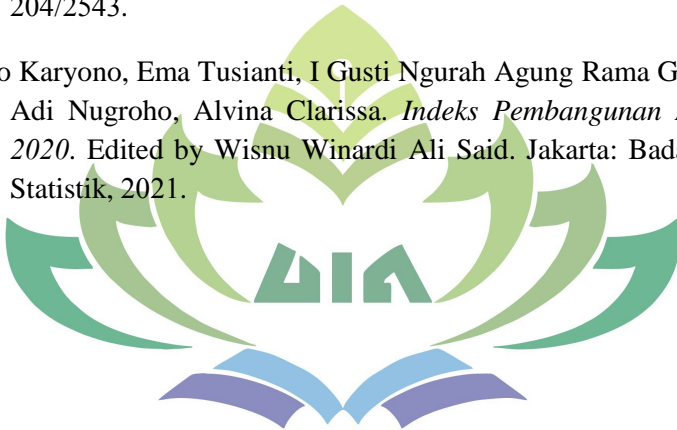 204/2543.
o Karyono, Ema Tusianti, I Gusti Ngurah Agung Rama G
Adi Nugroho, Alvina Clarissa. Indeks Pembangunan
2020. Edited by Wisnu Winardi Ali Said. Jakarta: Bada
Statistik, 2021.
UIN